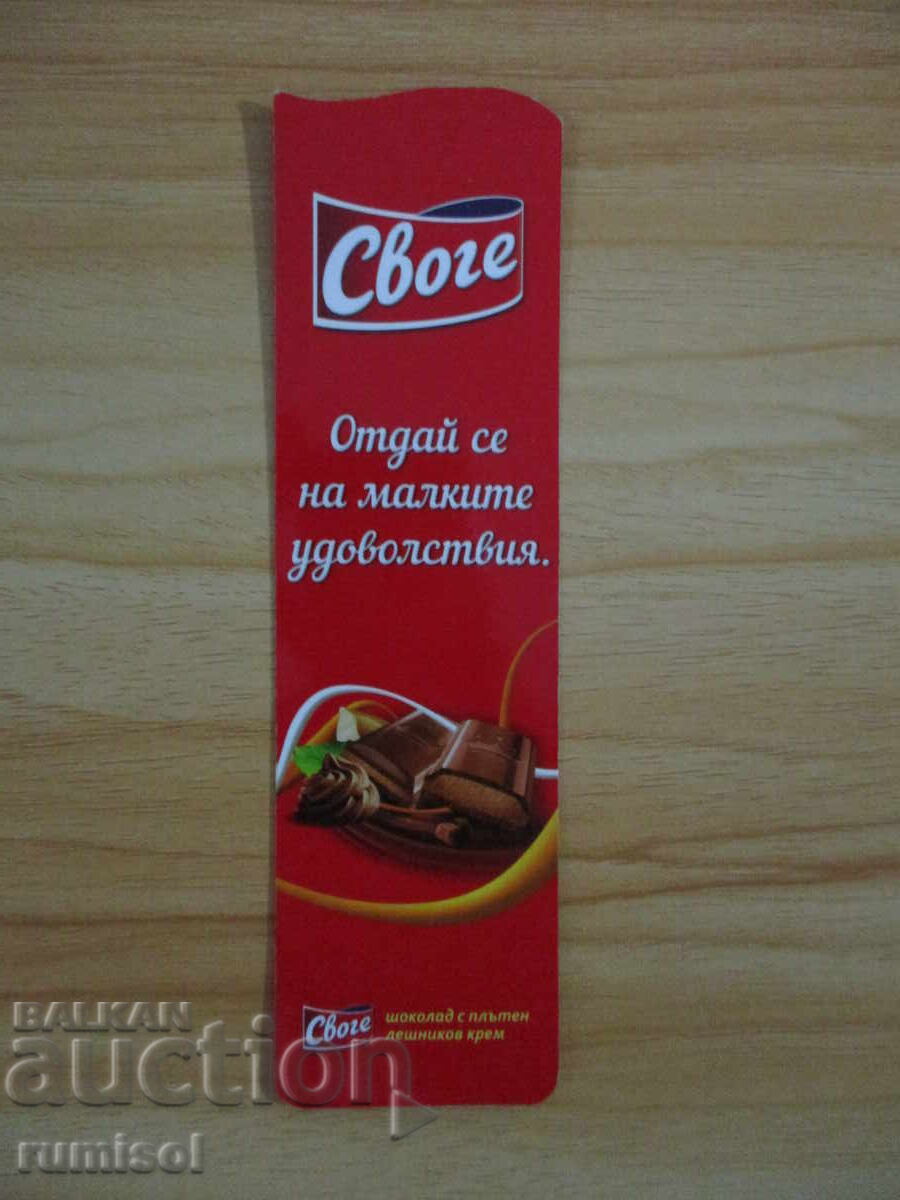 Своге
Отдай се
на малките
удоволствия.
Своге
шоколад с плътен
лешников крем
BALKAN
auction
rumisol